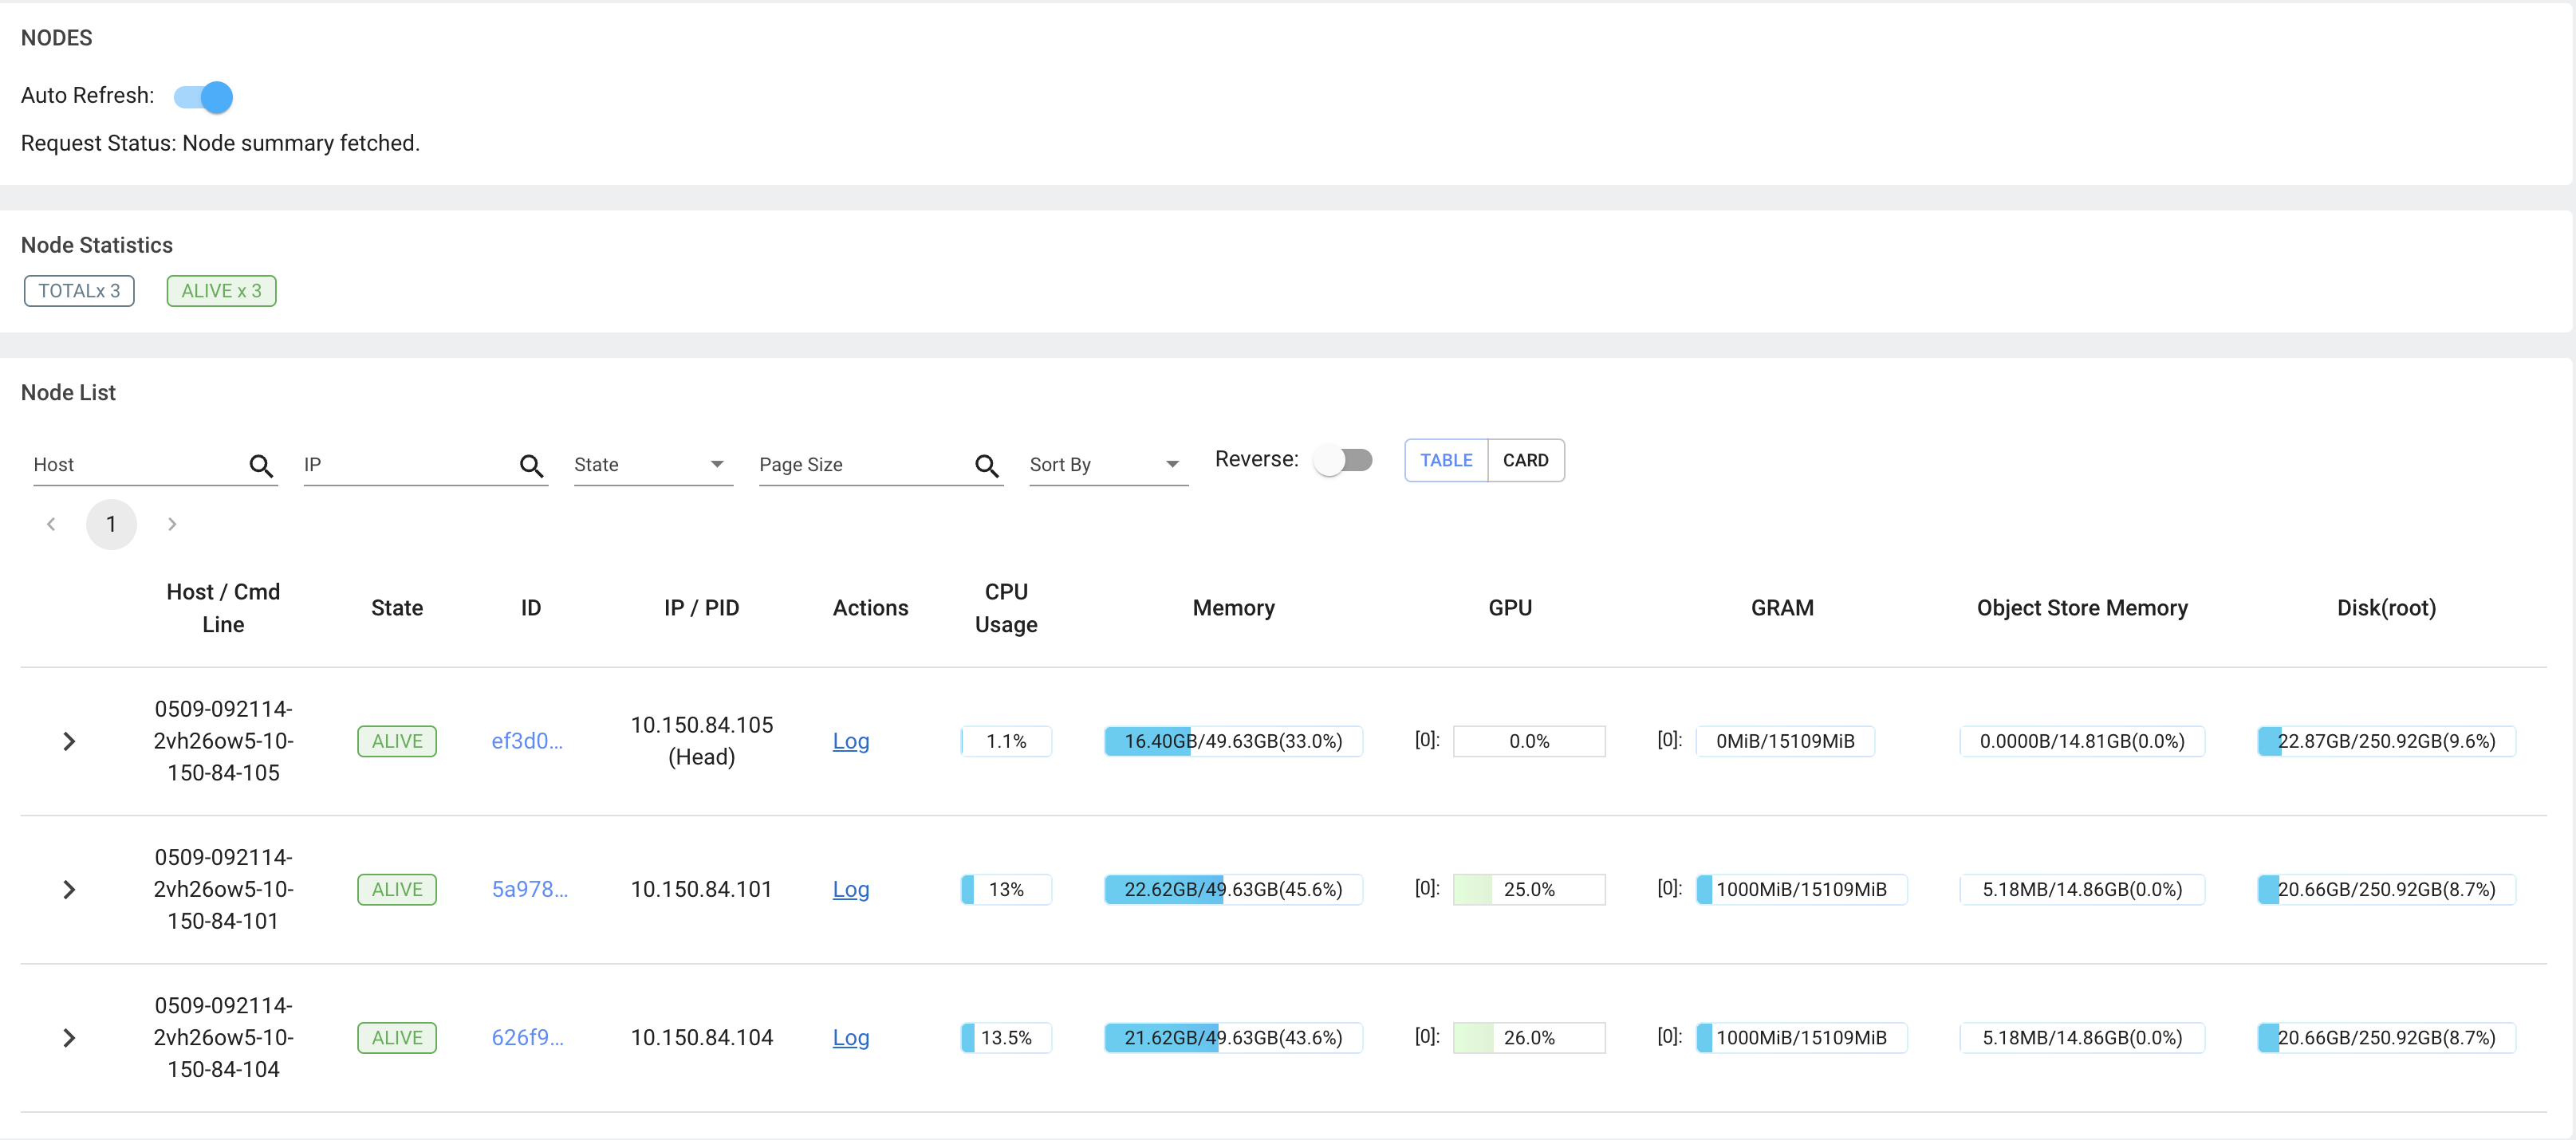 NODES
Auto Refresh:
Request Status: Node summary fetched.
Node Statistics
TOTALx 3 ALIVE x 3
Node List
Host IP State Page Size Sort By Reverse: TABLE CARD
1
Host / Cmd Line State ID IP / PID Actions CPU Usage Memory GPU GRAM Object Store Memory Disk(root)
0509-092114-
2vh26ow5-10-
150-84-105
ALIVE ef3d0... 10.150.84.105
(Head)
Log 1.1% 16.40GB/49.63GB(33.0%) [0]: 0.0% [0]: 0MiB/15109MiB 0.0000B/14.81GB(0.0%) 22.87GB/250.92GB(9.6%)
0509-092114-
2vh26ow5-10-
150-84-101
ALIVE 5a978... 10.150.84.101 Log 13% 22.62GB/49.63GB(45.6%) [0]: 25.0% [0]: 1000MiB/15109MiB 5.18MB/14.86GB(0.0%) 20.66GB/250.92GB(8.7%)
0509-092114-
2vh26ow5-10-
150-84-104
ALIVE 626f9... 10.150.84.104 Log 13.5% 21.62GB/49.63GB(43.6%) [0]: 26.0% [0]: 1000MiB/15109MiB 5.18MB/14.86GB(0.0%) 20.66GB/250.92GB(8.7%)